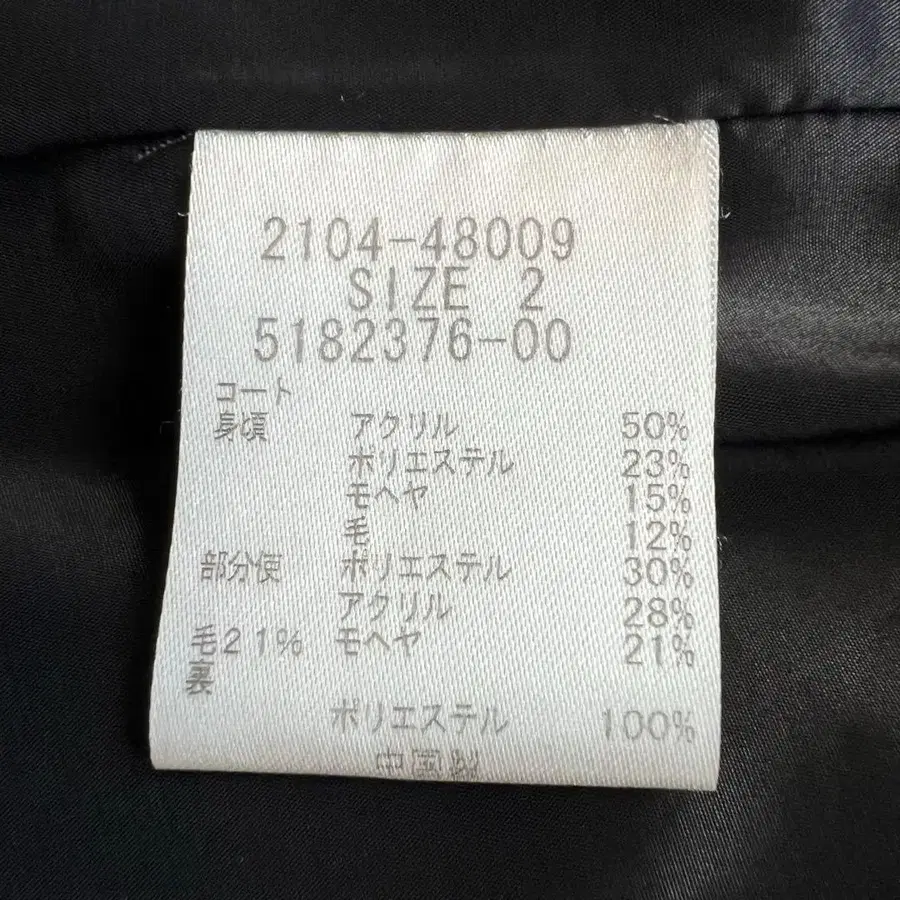 2104-48009
SIZE 2
5182376-00
コート
身頃 アクリル 50%
ポリエステル 23%
モヘヤ 15%
毛 12%
部分使 ポリエステル 30%
アクリル 28%
毛21% モヘヤ 21%
裏
ポリエステル 100%
中国